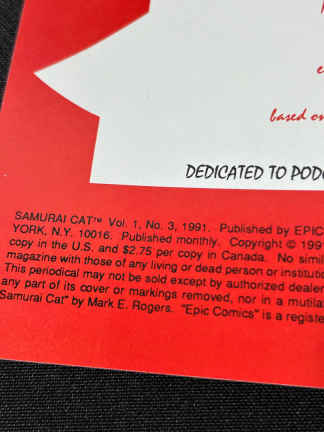 based on
DEDICATED TO
SAMURAI CAT™ Vol. 1, No. 3, 1991. Published by EPIC
YORK, N.Y. 10016. Published monthly. Copyright © 199
copy in the U.S. and $2.75 per copy in Canada. No simil
magazine with those of any living or dead person or institutio
This periodical may not be sold except by authorized dealer
any part of its cover or markings removed, nor in a mutila
Samurai Cat" by Mark E. Rogers. "Epic Comics" is a registe